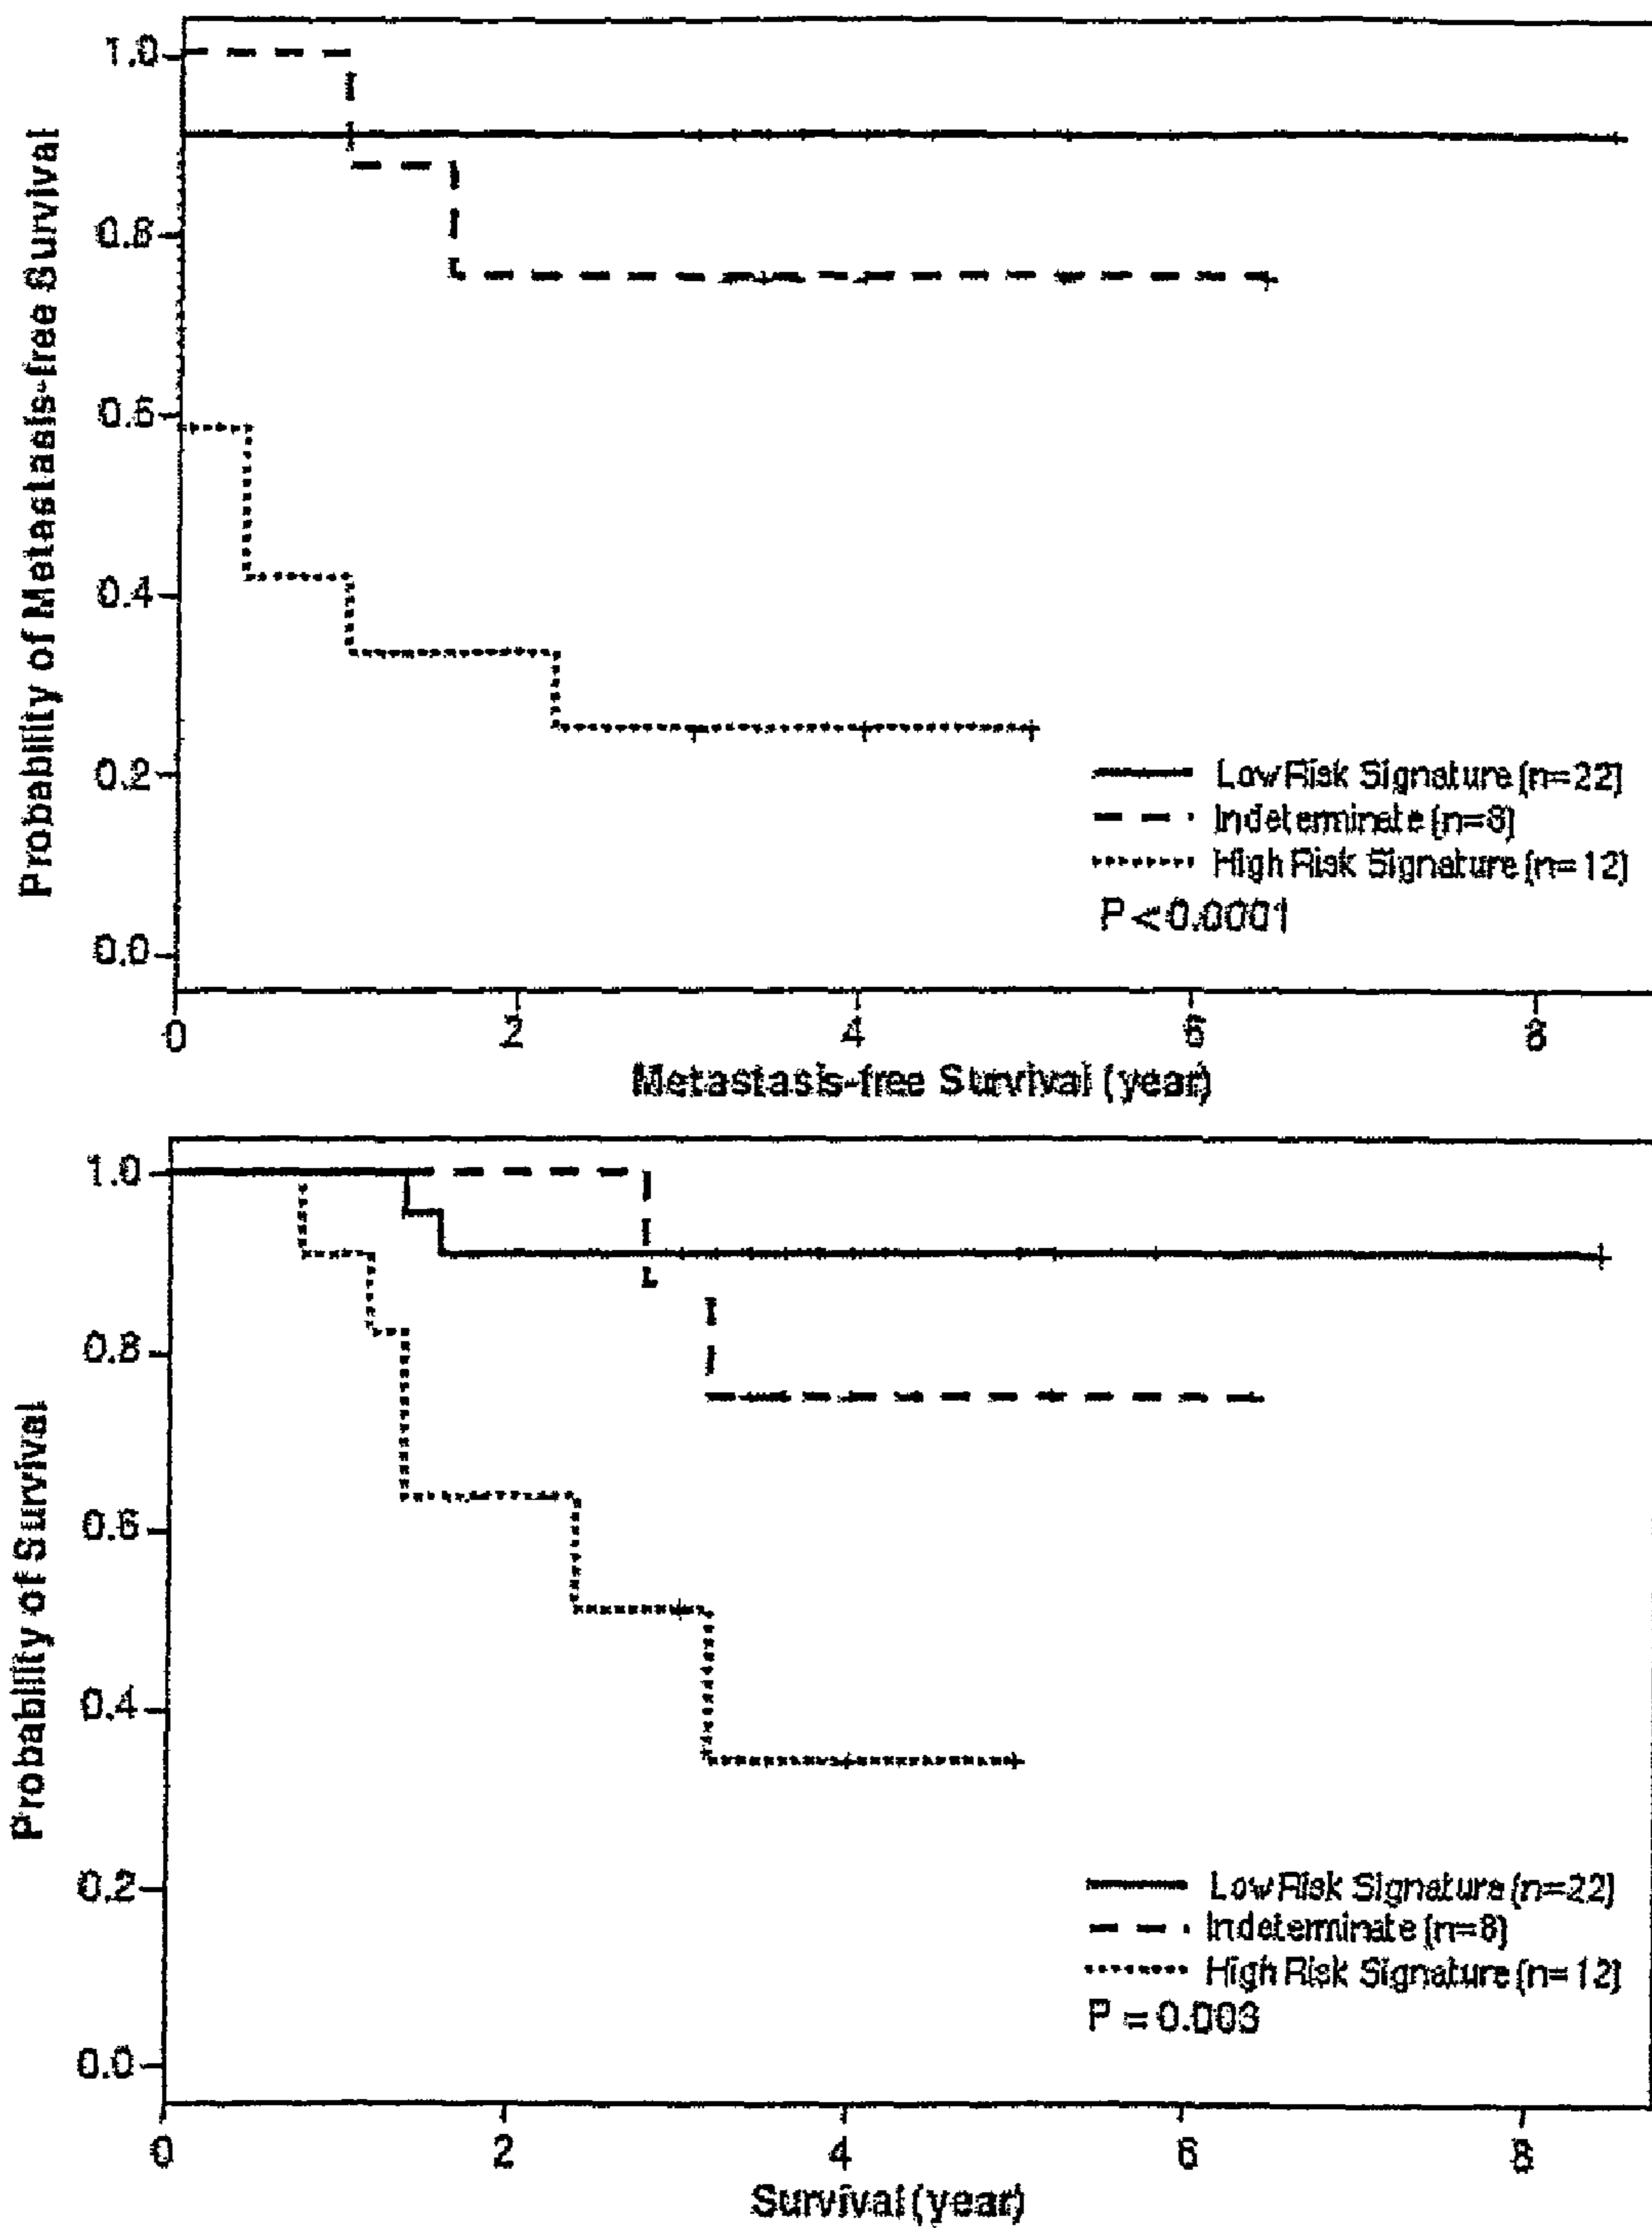 Probability of Metastasis-free Survival
1.0
0.8
0.6
0.4
0.2
0.0
Low Risk Signature (n=22)
Indeterminate (n=8)
High Risk Signature (n=12)
P < 0.0001
0 2 4 6 8
Metastasis-free Survival (year)
Probability of Survival
1.0
0.8
0.6
0.4
0.2
0.0
Low Risk Signature (n=22)
Indeterminate (n=8)
High Risk Signature (n=12)
P = 0.003
0 2 4 6 8
Survival (year)